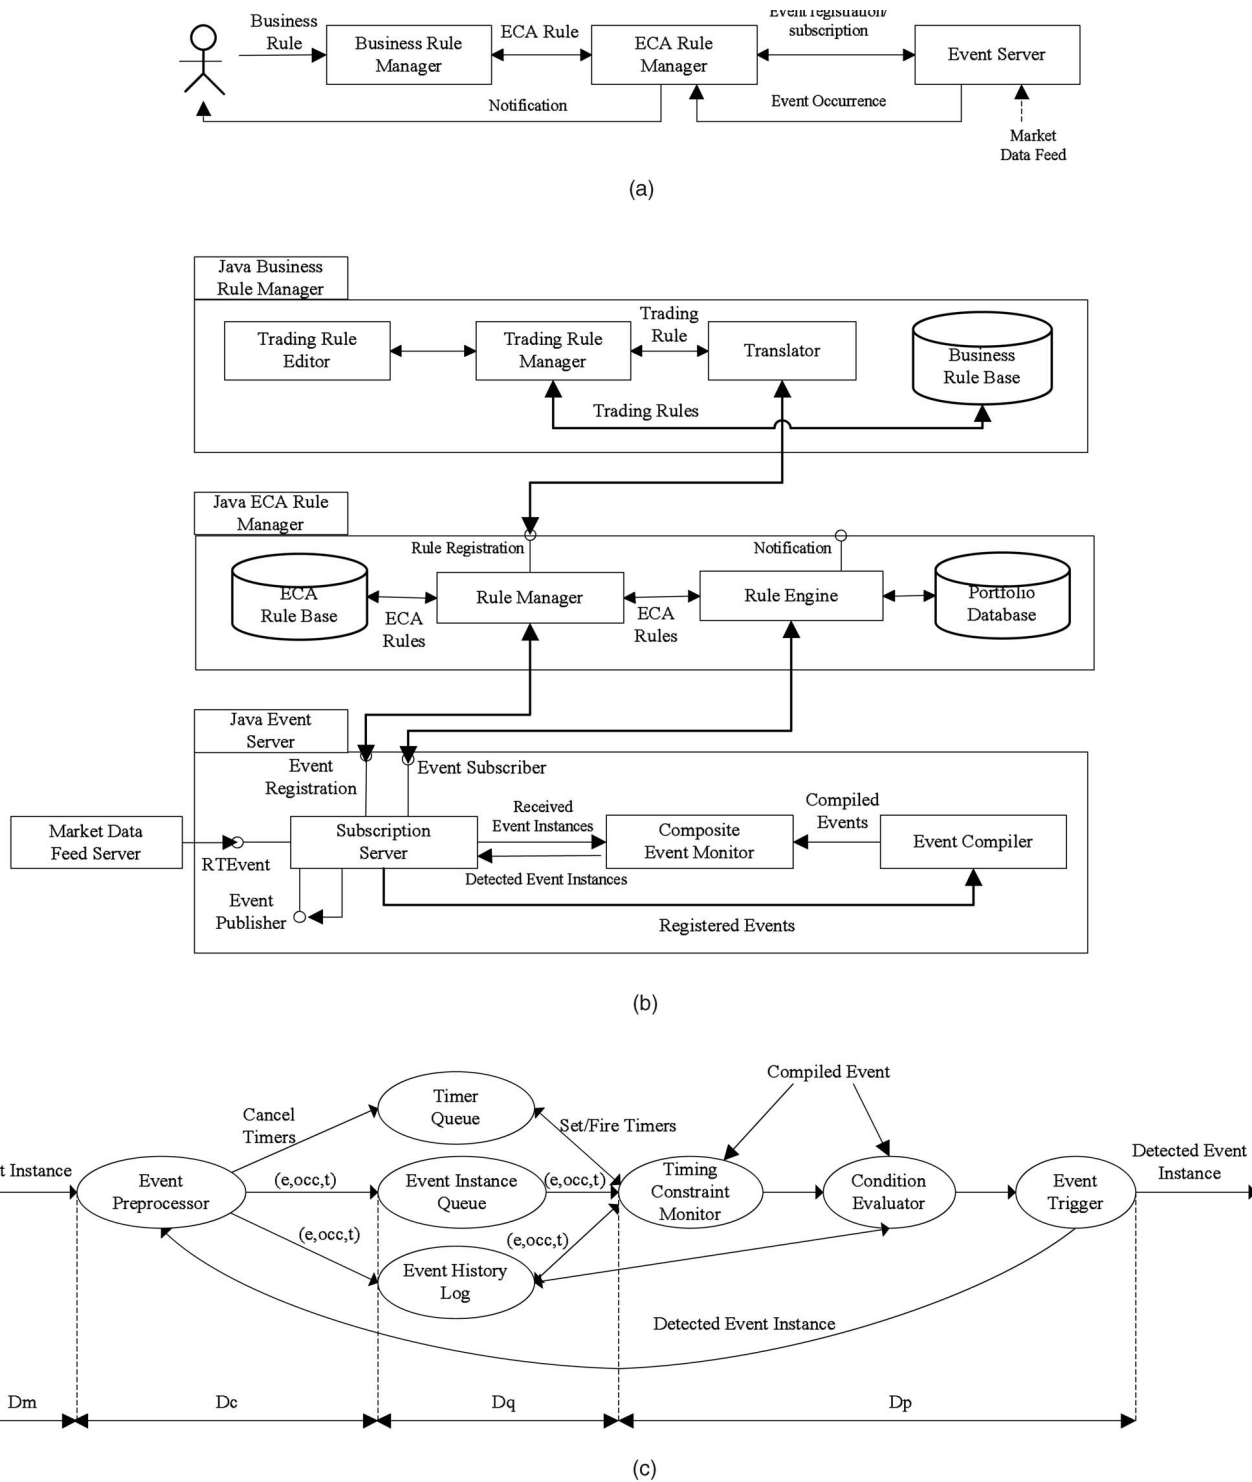 Business
Rule
Business Rule
Manager
ECA Rule
ECA Rule
Manager
Event registration/
subscription
Event Server
Notification
Event Occurrence
Market
Data Feed
(a)
Java Business
Rule Manager
Trading Rule
Editor
Trading Rule
Manager
Trading
Rule
Translator
Business
Rule Base
Trading Rules
Java ECA Rule
Manager
Rule Registration
Notification
ECA
Rule Base
ECA
Rules
Rule Manager
ECA
Rules
Rule Engine
Portfolio
Database
Java Event
Server
Event
Registration
Event Subscriber
Market Data
Feed Server
RTEvent
Subscription
Server
Received
Event Instances
Detected Event Instances
Composite
Event Monitor
Compiled
Events
Event Compiler
Event
Publisher
Registered Events
(b)
Compiled Event
Timer
Queue
Cancel
Timers
Set/Fire Timers
t Instance
Event
Preprocessor
(e,occ,t)
Event Instance
Queue
(e,occ,t)
Timing
Constraint
Monitor
Condition
Evaluator
Event
Trigger
Detected Event
Instance
(e,occ,t)
(e,occ,t)
Event History
Log
Detected Event Instance
Dm
Dc
Dq
Dp
(c)